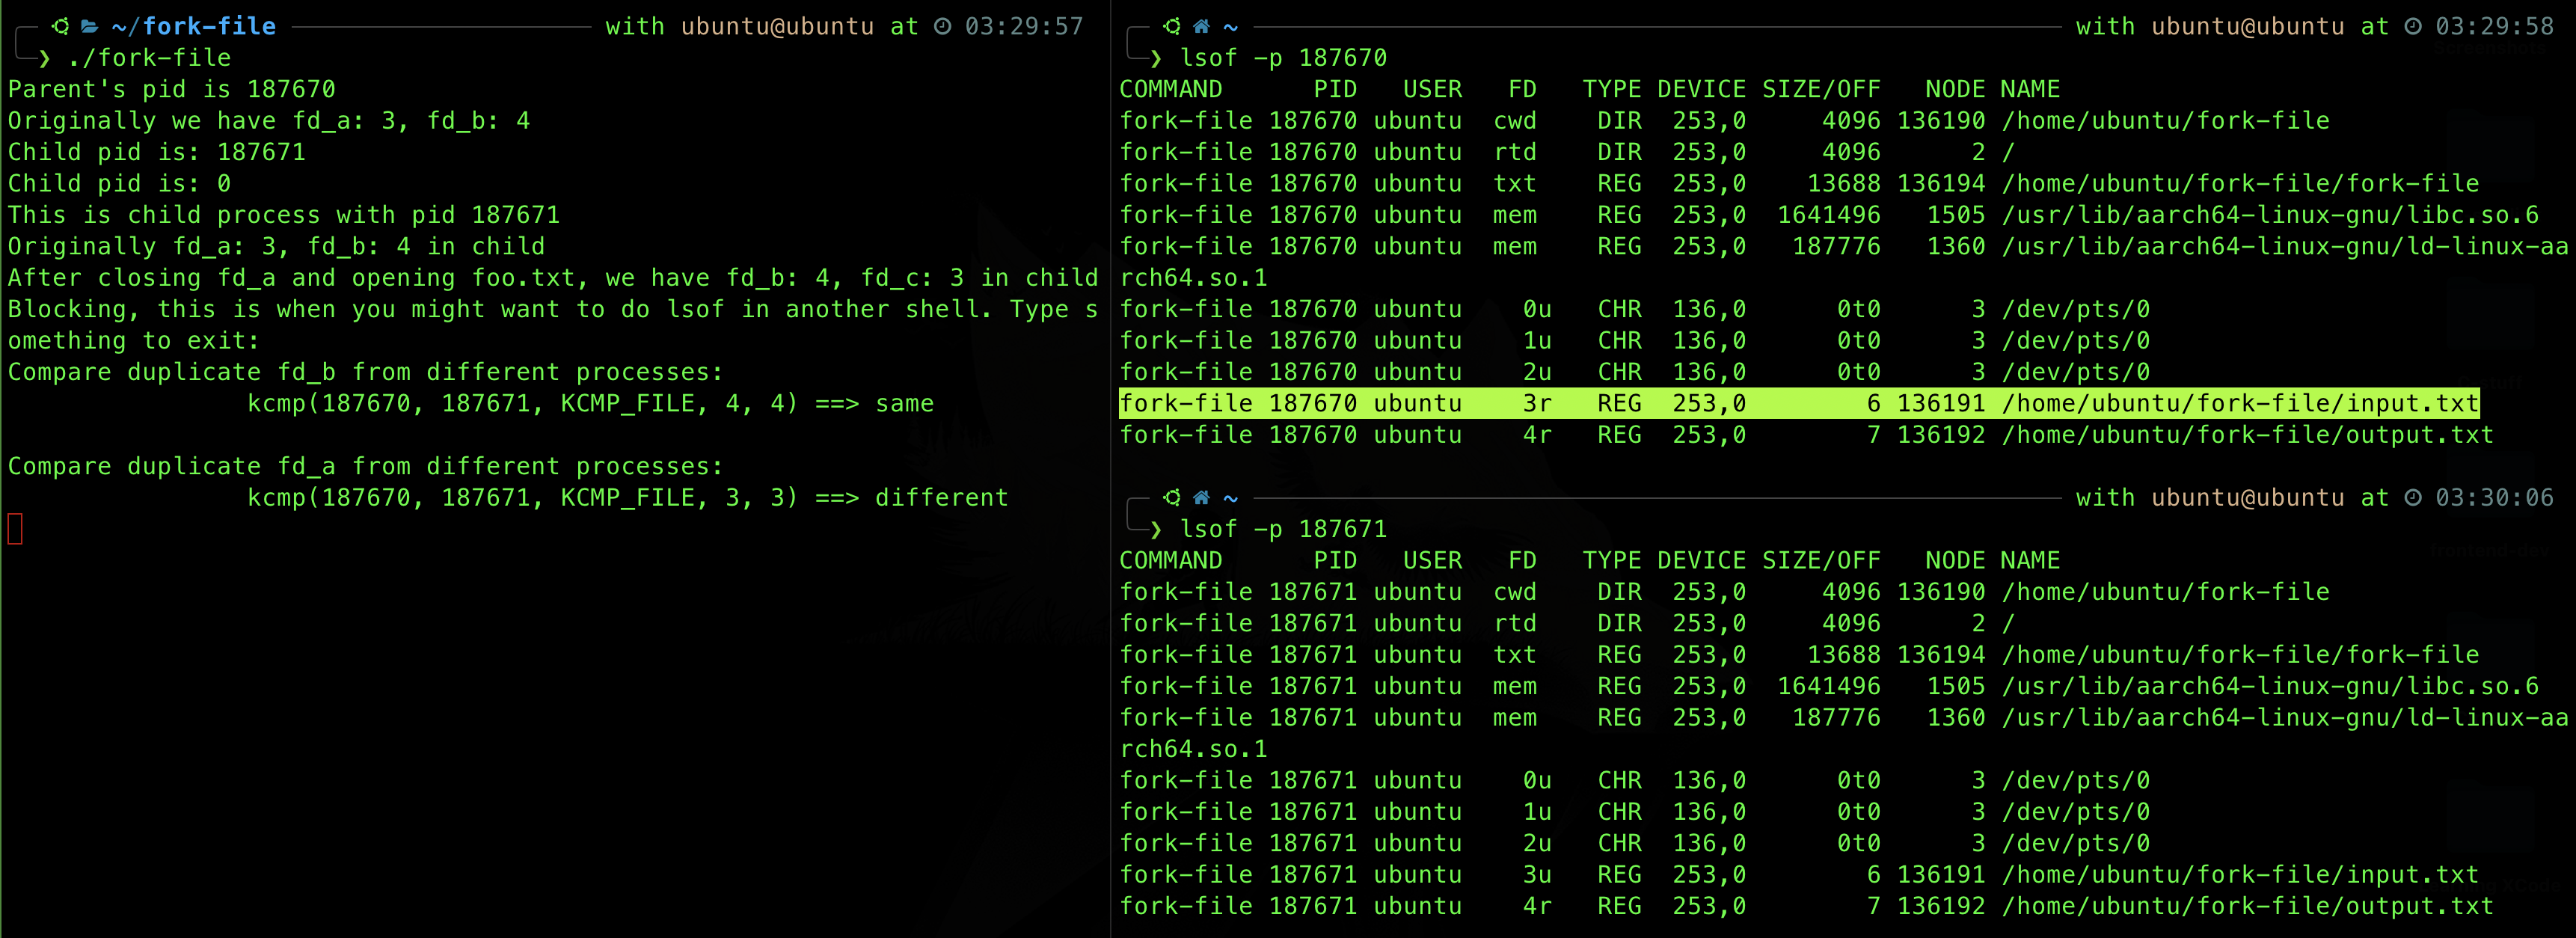 ~/fork-file with ubuntu@ubuntu at 03:29:57
❯ ./fork-file
Parent's pid is 187670
Originally we have fd_a: 3, fd_b: 4
Child pid is: 187671
Child pid is: 0
This is child process with pid 187671
Originally fd_a: 3, fd_b: 4 in child
After closing fd_a and opening foo.txt, we have fd_b: 4, fd_c: 3 in child
Blocking, this is when you might want to do lsof in another shell. Type s
omething to exit:
Compare duplicate fd_b from different processes:
kcmp(187670, 187671, KCMP_FILE, 4, 4) ==> same
Compare duplicate fd_a from different processes:
kcmp(187670, 187671, KCMP_FILE, 3, 3) ==> different
~ with ubuntu@ubuntu at 03:29:58
❯ lsof -p 187670
COMMAND PID USER FD TYPE DEVICE SIZE/OFF NODE NAME
fork-file 187670 ubuntu cwd DIR 253,0 4096 136190 /home/ubuntu/fork-file
fork-file 187670 ubuntu rtd DIR 253,0 4096 2 /
fork-file 187670 ubuntu txt REG 253,0 13688 136194 /home/ubuntu/fork-file/fork-file
fork-file 187670 ubuntu mem REG 253,0 1641496 1505 /usr/lib/aarch64-linux-gnu/libc.so.6
fork-file 187670 ubuntu mem REG 253,0 187776 1360 /usr/lib/aarch64-linux-gnu/ld-linux-aa
rch64.so.1
fork-file 187670 ubuntu 0u CHR 136,0 0t0 3 /dev/pts/0
fork-file 187670 ubuntu 1u CHR 136,0 0t0 3 /dev/pts/0
fork-file 187670 ubuntu 2u CHR 136,0 0t0 3 /dev/pts/0
fork-file 187670 ubuntu 3r REG 253,0 6 136191 /home/ubuntu/fork-file/input.txt
fork-file 187670 ubuntu 4r REG 253,0 7 136192 /home/ubuntu/fork-file/output.txt
~ with ubuntu@ubuntu at 03:30:06
❯ lsof -p 187671
COMMAND PID USER FD TYPE DEVICE SIZE/OFF NODE NAME
fork-file 187671 ubuntu cwd DIR 253,0 4096 136190 /home/ubuntu/fork-file
fork-file 187671 ubuntu rtd DIR 253,0 4096 2 /
fork-file 187671 ubuntu txt REG 253,0 13688 136194 /home/ubuntu/fork-file/fork-file
fork-file 187671 ubuntu mem REG 253,0 1641496 1505 /usr/lib/aarch64-linux-gnu/libc.so.6
fork-file 187671 ubuntu mem REG 253,0 187776 1360 /usr/lib/aarch64-linux-gnu/ld-linux-aa
rch64.so.1
fork-file 187671 ubuntu 0u CHR 136,0 0t0 3 /dev/pts/0
fork-file 187671 ubuntu 1u CHR 136,0 0t0 3 /dev/pts/0
fork-file 187671 ubuntu 2u CHR 136,0 0t0 3 /dev/pts/0
fork-file 187671 ubuntu 3u REG 253,0 6 136191 /home/ubuntu/fork-file/input.txt
fork-file 187671 ubuntu 4r REG 253,0 7 136192 /home/ubuntu/fork-file/output.txt